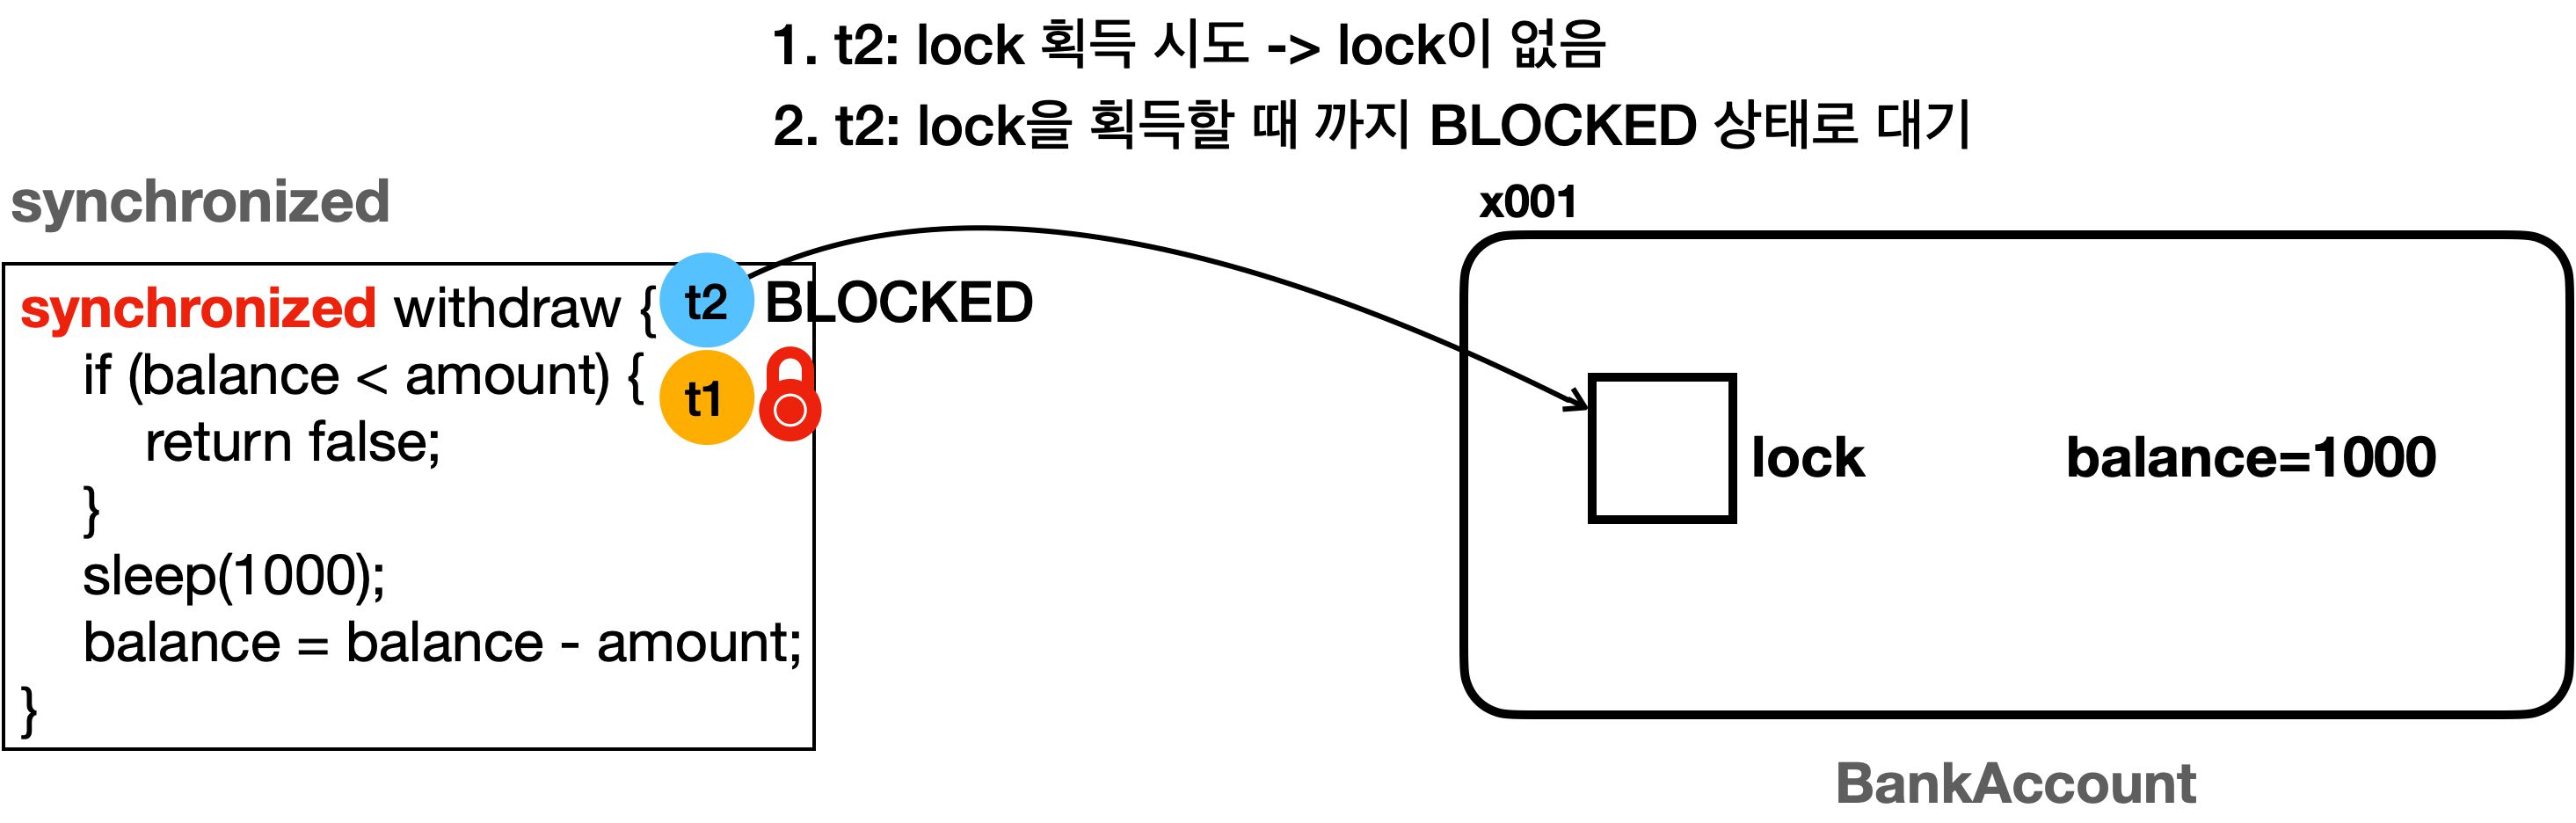 1. t2: lock 획득 시도 -> lock이 없음
2. t2: lock을 획득할 때 까지 BLOCKED 상태로 대기
synchronized
x001
synchronized withdraw { t2 BLOCKED
if (balance < amount) { t1
return false;
}
sleep(1000);
balance = balance - amount;
}
lock
balance=1000
BankAccount